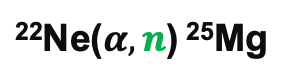 ²²Ne(α, n) ²⁵Mg